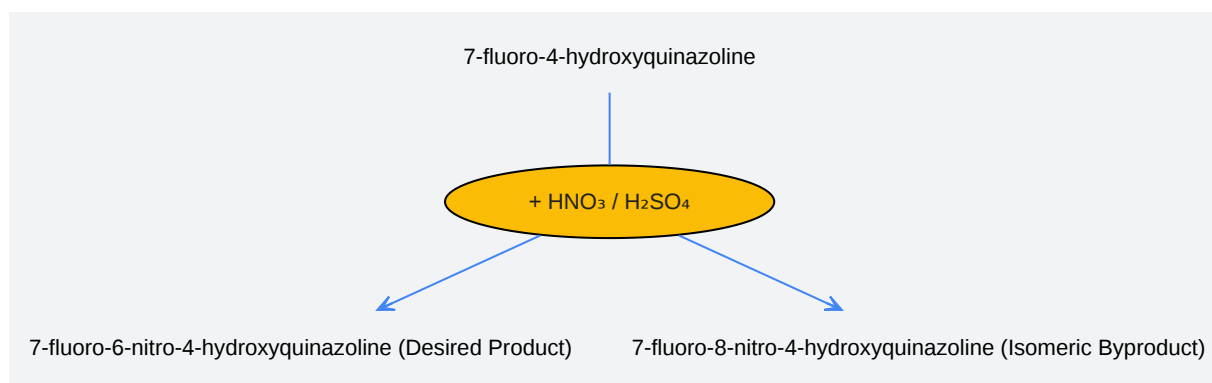 7-fluoro-4-hydroxyquinazoline
+ HNO₃ / H₂SO₄
7-fluoro-6-nitro-4-hydroxyquinazoline (Desired Product)
7-fluoro-8-nitro-4-hydroxyquinazoline (Isomeric Byproduct)